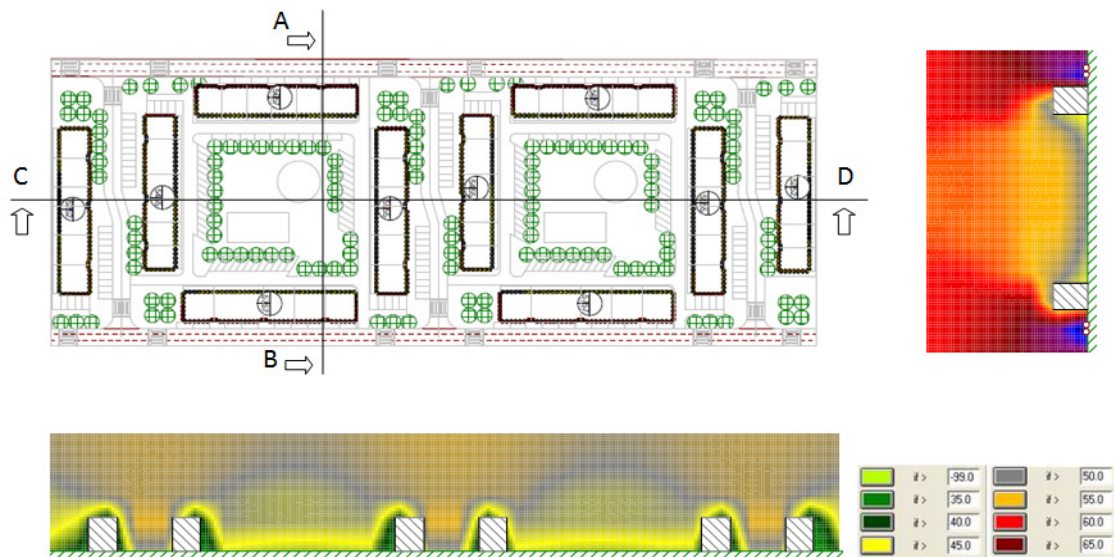 A
C
D
B
if > -99.0 if > 50.0
if > 35.0 if > 55.0
if > 40.0 if > 60.0
if > 45.0 if > 65.0